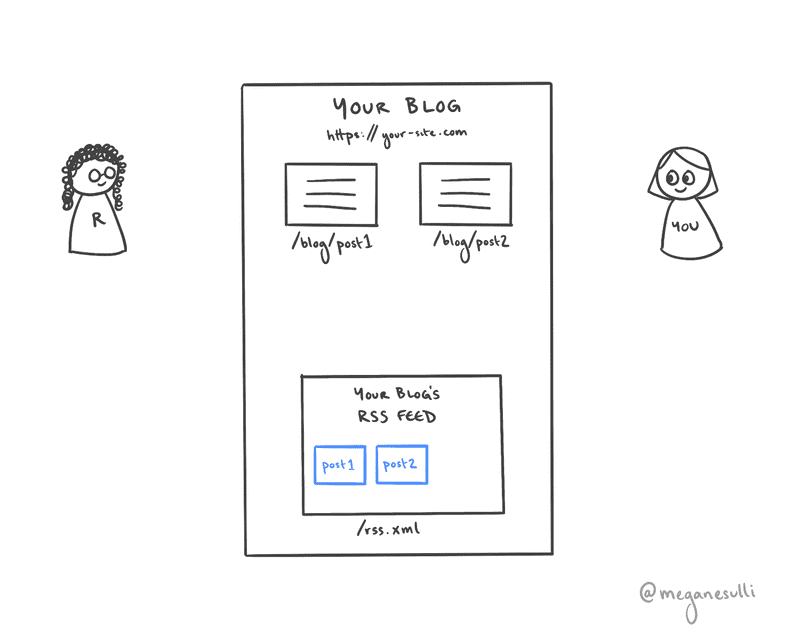 YOUR BLOG
https://your-site.com
R
YOU
/blog/post1
/blog/post2
YOUR BLOG'S
RSS FEED
post1
post2
/rss.xml
@meganesulli